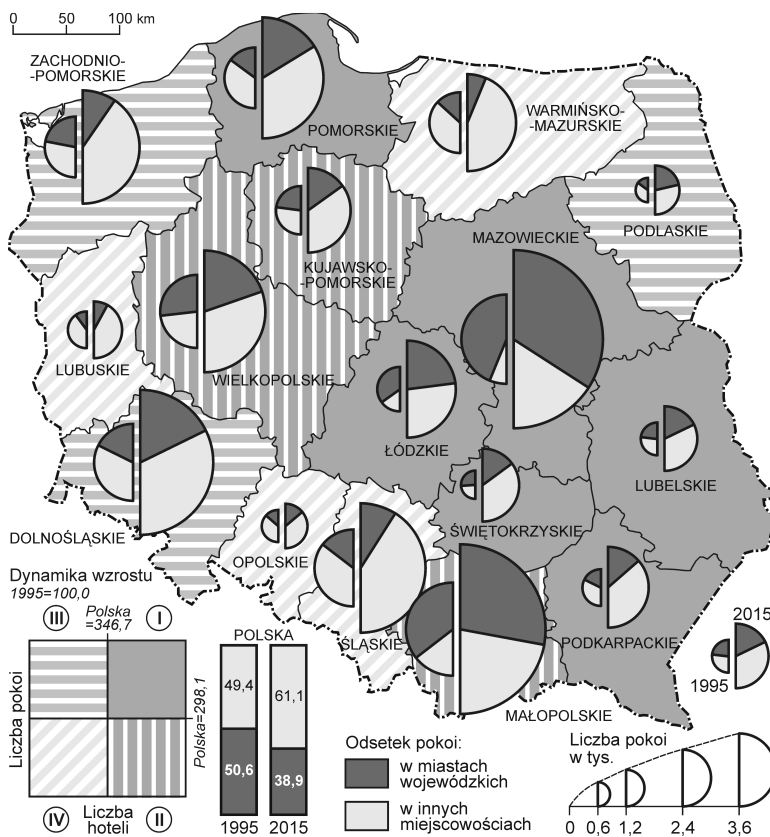 0 50 100 km
ZACHODNIO-
-POMORSKIE
POMORSKIE
WARMIŃSKO-
-MAZURSKIE
PODLASKIE
KUJAWSKO-
-POMORSKIE
MAZOWIECKIE
LUBUSKIE
WIELKOPOLSKIE
ŁÓDZKIE
LUBELSKIE
DOLNOŚLĄSKIE
OPOLSKIE
ŚWIĘTOKRZYSKIE
ŚLĄSKIE
PODKARPACKIE
MAŁOPOLSKIE
Dynamika wzrostu
1995=100,0
Polska
=346,7
III I
Liczba pokoi
Polska=298,1
IV Liczba II
hoteli
POLSKA
49,4 61,1
50,6 38,9
1995 2015
Odsetek pokoi:
w miastach
wojewódzkich
w innych
miejscowościach
2015
1995
Liczba pokoi
w tys.
0 0,6 1,2 2,4 3,6